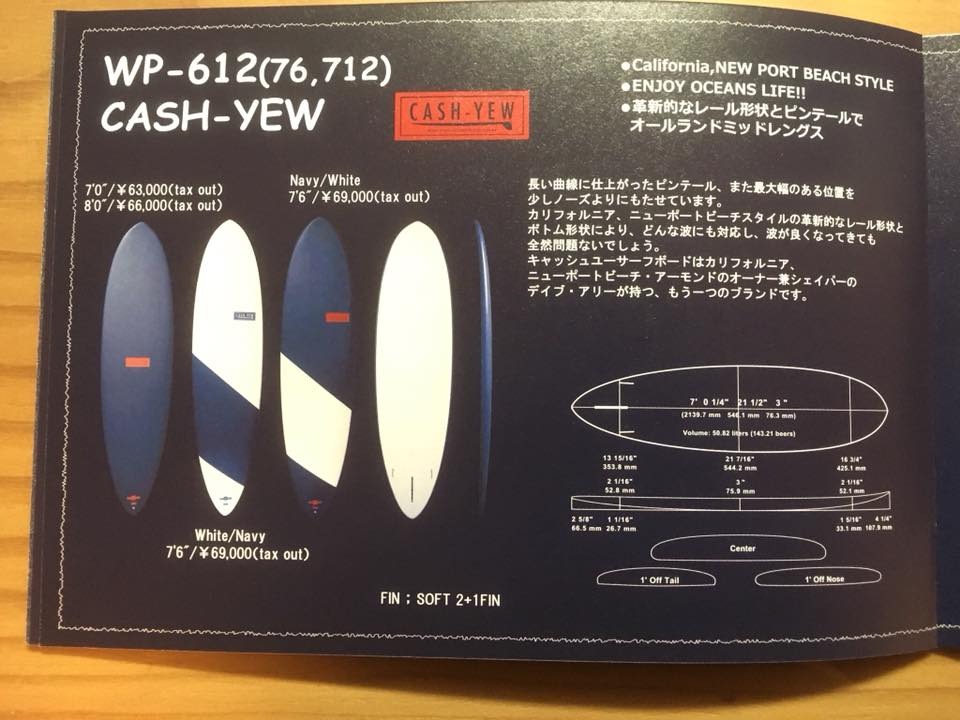 WP-612(76,712)
CASH-YEW
CASH-YEW
●California,NEW PORT BEACH STYLE
●ENJOY OCEANS LIFE!!
●革新的なレール形状とピンテールで
オールランドミッドレングス
7'0"/¥63,000(tax out)
8'0"/¥66,000(tax out)
Navy/White
7'6"/¥69,000(tax out)
長い曲線に仕上がったピンテール、また最大幅のある位置を
少しノーズよりにもたせています。
カリフォルニア、ニューポートビーチスタイルの革新的なレール形状と
ボトム形状により、どんな波にも対応し、波が良くなってきても
全然問題ないでしょう。
キャッシュユーサーフボードはカリフォルニア、
ニューポートビーチ・アーモンドのオーナー兼シェイパーの
デイブ・アリーが持つ、もう一つのブランドです。
7' 0 1/4" 21 1/2" 3 "
(2139.7 mm 546.1 mm 76.3 mm)
Volume: 50.82 liters (143.21 beers)
13 15/16" 21 7/16" 16 3/4"
353.8 mm 544.2 mm 425.1 mm
2 1/16" 3 " 2 1/16"
52.8 mm 75.9 mm 52.1 mm
2 5/8" 1 1/16" 1 5/16" 4 1/4"
66.5 mm 26.7 mm 33.1 mm 107.9 mm
Center
1' Off Tail 1' Off Nose
White/Navy
7'6"/¥69,000(tax out)
FIN ; SOFT 2+1FIN